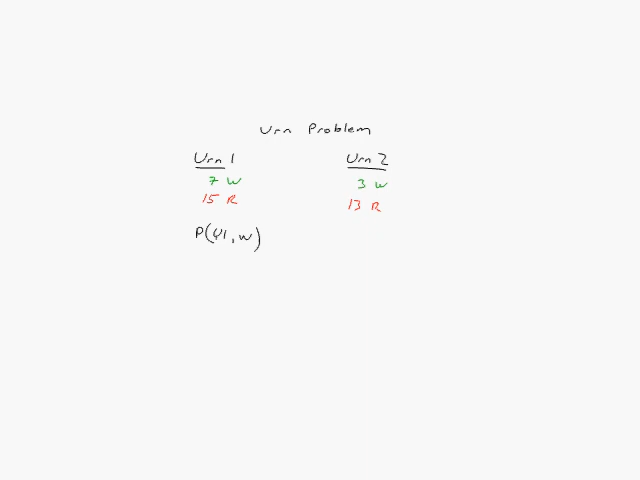 Urn Problem
Urn 1 Urn 2
7 W 3 W
15 R 13 R
P(U1, W)